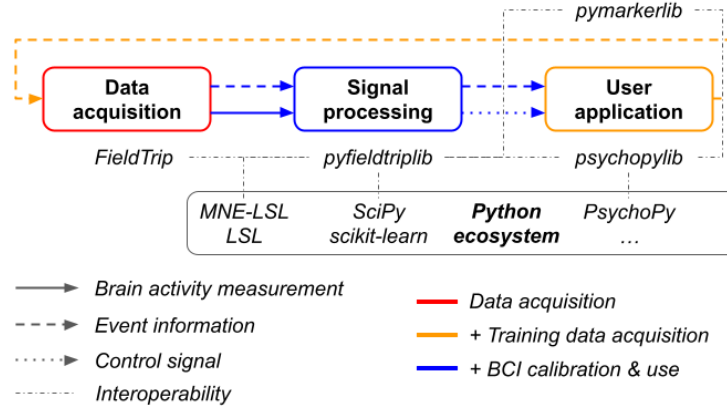 pymarkerlib
Data
acquisition
Signal
processing
User
application
FieldTrip
pyfieldtriplib
psychopylib
MNE-LSL
LSL
SciPy
scikit-learn
Python
ecosystem
PsychoPy
...
Brain activity measurement
Event information
Control signal
Interoperability
Data acquisition
+ Training data acquisition
+ BCI calibration & use